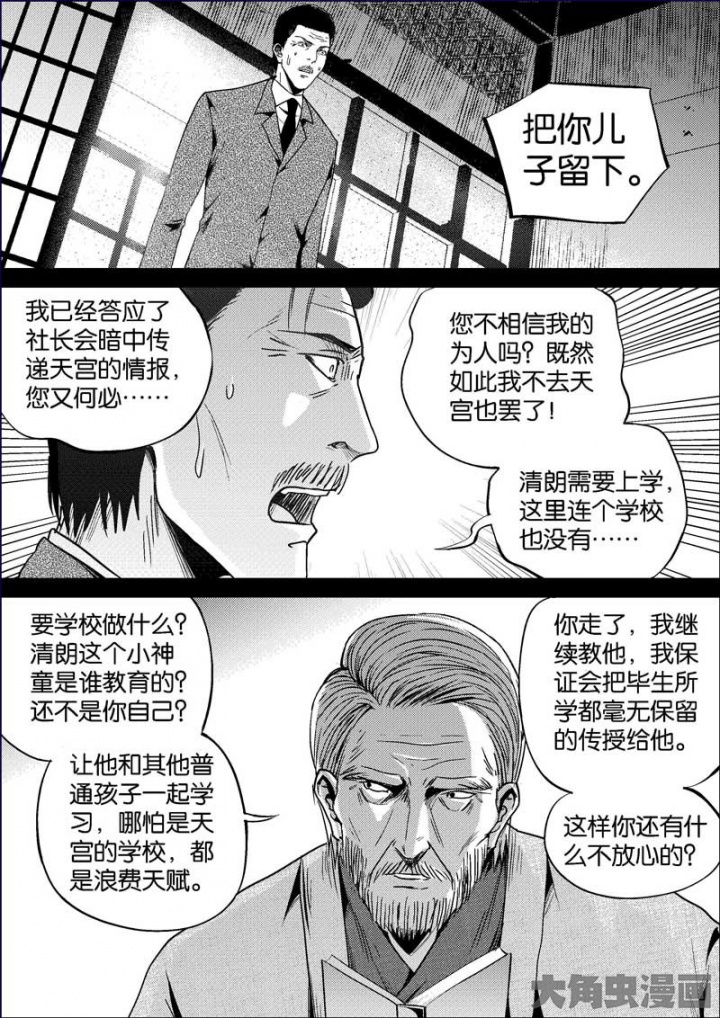 把你儿
子留下。
我已经答应了
社长会暗中传
递天宫的情报，
您又何必……
您不相信我的
为人吗？既然
如此我不去天
宫也罢了！
清朗需要上学，
这里连个学校
也没有……
要学校做什么？
清朗这个小神
童是谁教育的？
还不是你自己？
让他和其他普
通孩子一起学
习，哪怕是天
宫的学校，都
是浪费天赋。
你走了，我继
续教他，我保
证会把毕生所
学都毫无保留
的传授给他。
这样你还有什
么不放心的？
大角虫漫画